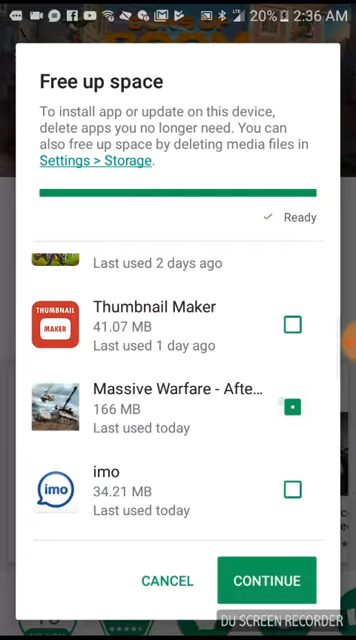 20% 2:36 AM
Free up space
To install app or update on this device,
delete apps you no longer need. You can
also free up space by deleting media files in
Settings > Storage.
Ready
Last used 2 days ago
THUMBNAIL
MAKER
Thumbnail Maker
41.07 MB
Last used 1 day ago
Massive Warfare - Afte...
166 MB
Last used today
imo
imo
34.21 MB
Last used today
CANCEL
CONTINUE
DU SCREEN RECORDER